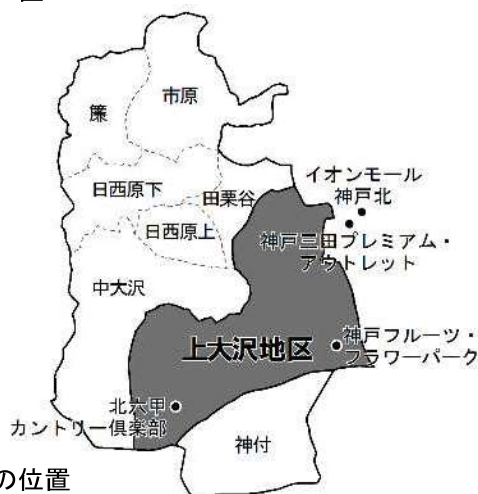 市原
簾
イオンモール
神戸北
日西原下
田栗谷
日西原上
神戸三田プレミアム・
アウトレット
中大沢
上大沢地区
神戸フルーツ・
フラワーパーク
北六甲
カントリー倶楽部
神付
の位置